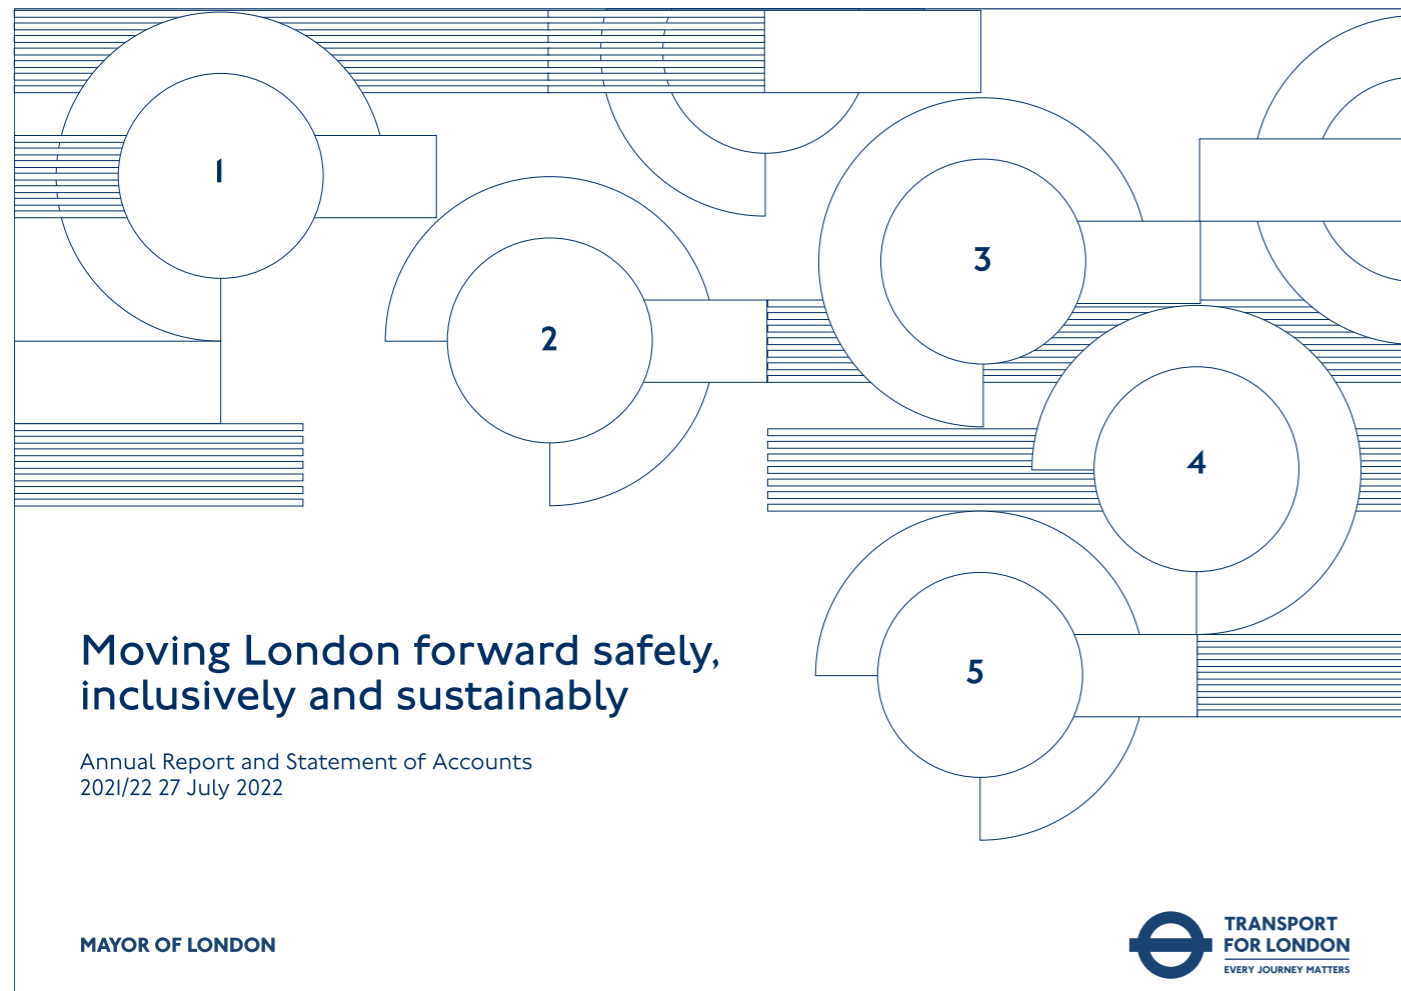 1
2
3
4
5
Moving London forward safely,
inclusively and sustainably
Annual Report and Statement of Accounts
2021/22 27 July 2022
MAYOR OF LONDON
TRANSPORT
FOR LONDON
EVERY JOURNEY MATTERS